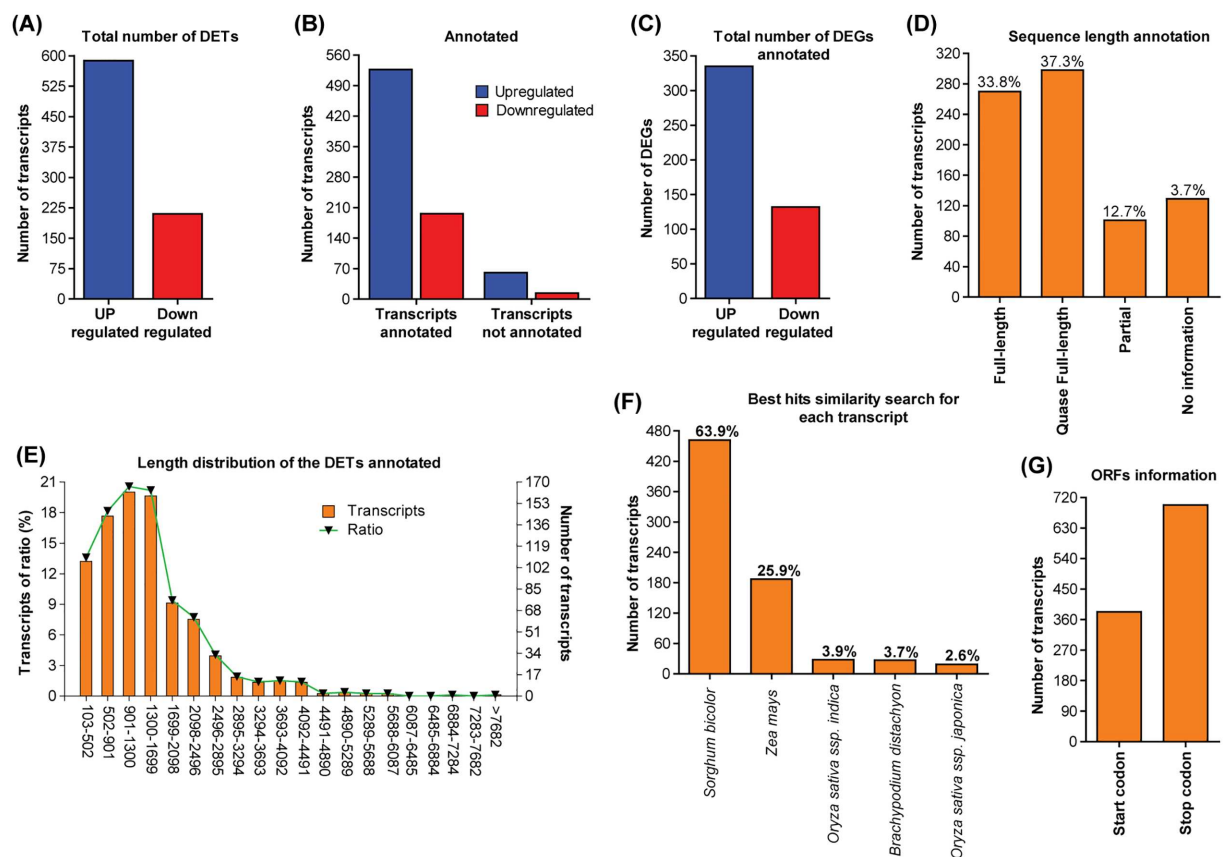 (A)
Total number of DETs
Number of transcripts
600
525
450
375
300
225
150
75
0
UP
regulated
Down
regulated
(B)
Annotated
Number of transcripts
560
490
420
350
280
210
140
70
0
Upregulated
Downregulated
Transcripts
annotated
Transcripts
not annotated
(C)
Total number of DEGs
annotated
Number of DEGs
350
300
250
200
150
100
50
0
UP
regulated
Down
regulated
(D)
Sequence length annotation
Number of transcripts
320
280
240
200
160
120
80
40
0
33.8%
37.3%
12.7%
3.7%
Full-length
Quase Full-length
Partial
No information
(E)
Length distribution of the DETs annotated
Transcripts of ratio (%)
21
18
15
12
9
6
3
0
Transcripts
Ratio
170
153
136
119
102
85
68
51
34
17
0
Number of
transcripts
103-502
502-901
901-1300
1300-1699
1699-2098
2098-2496
2496-2895
2895-3294
3294-3693
3693-4092
4092-4491
4491-4890
4890-5289
5289-5688
5688-6087
6087-6485
6485-6884
6884-7284
7283-7682
>7682
(F)
Best hits similarity search for
each transcript
Number of transcripts
480
420
360
300
240
180
120
60
0
63.9%
25.9%
3.9%
3.7%
2.6%
Sorghum bicolor
Zea mays
Oryza sativa ssp. indica
Brachypodium distachyon
Oryza sativa ssp. japonica
(G)
ORFs information
Number of transcripts
720
630
540
450
360
270
180
90
0
Start codon
Stop codon